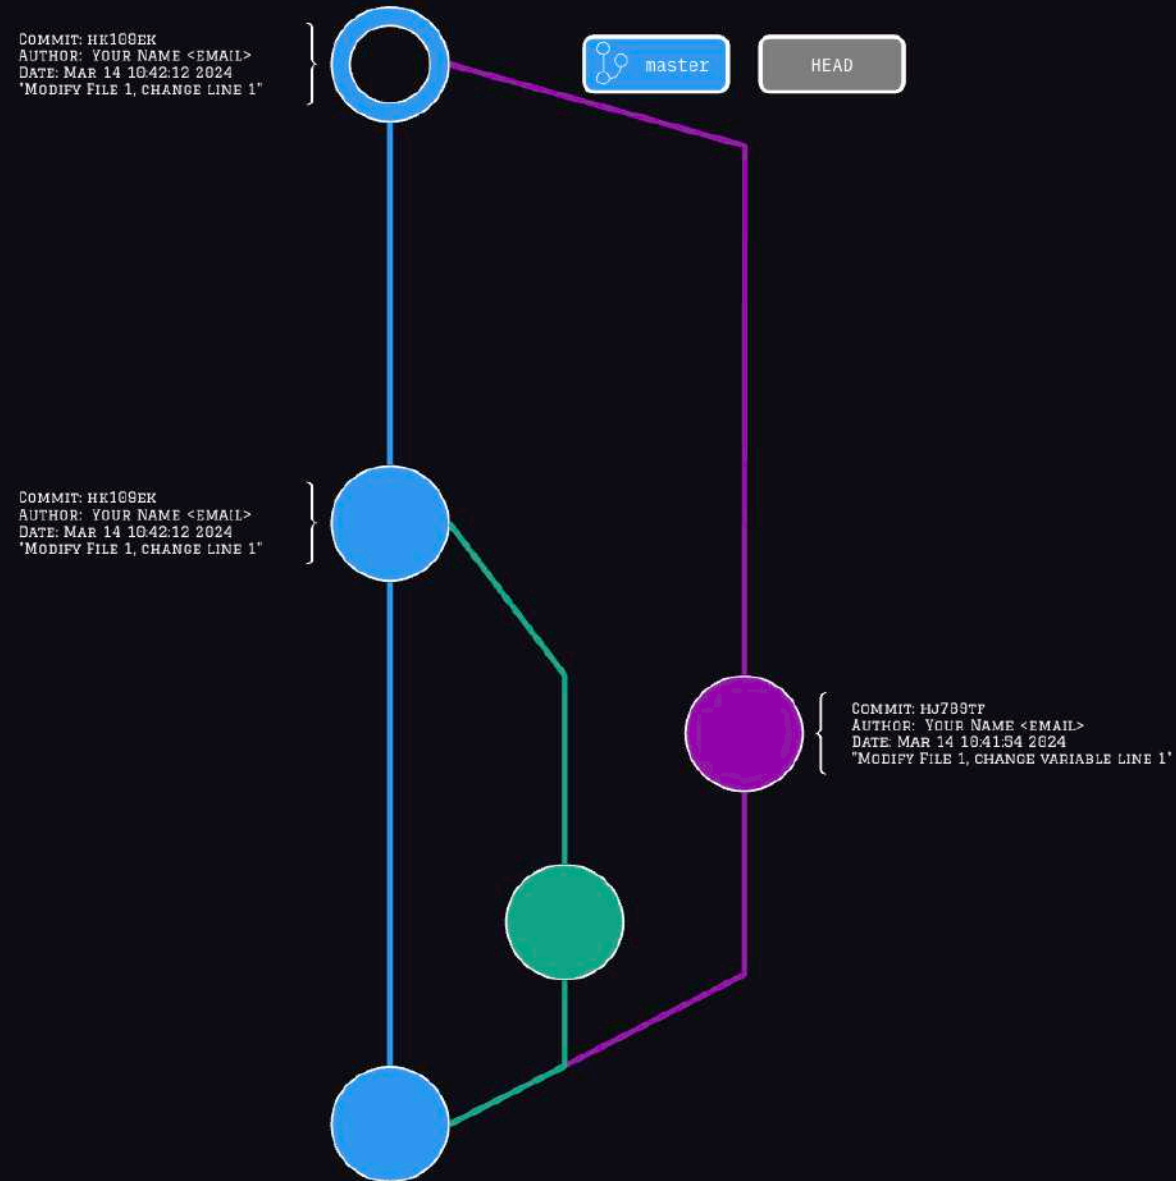 COMMIT: HK109EK
AUTHOR: YOUR NAME <EMAIL>
DATE: MAR 14 10:42:12 2024
"MODIFY FILE 1, CHANGE LINE 1"
master
HEAD
COMMIT: HK109EK
AUTHOR: YOUR NAME <EMAIL>
DATE: MAR 14 10:42:12 2024
"MODIFY FILE 1, CHANGE LINE 1"
COMMIT: HJ789TF
AUTHOR: YOUR NAME <EMAIL>
DATE: MAR 14 10:41:54 2024
"MODIFY FILE 1, CHANGE VARIABLE LINE 1"